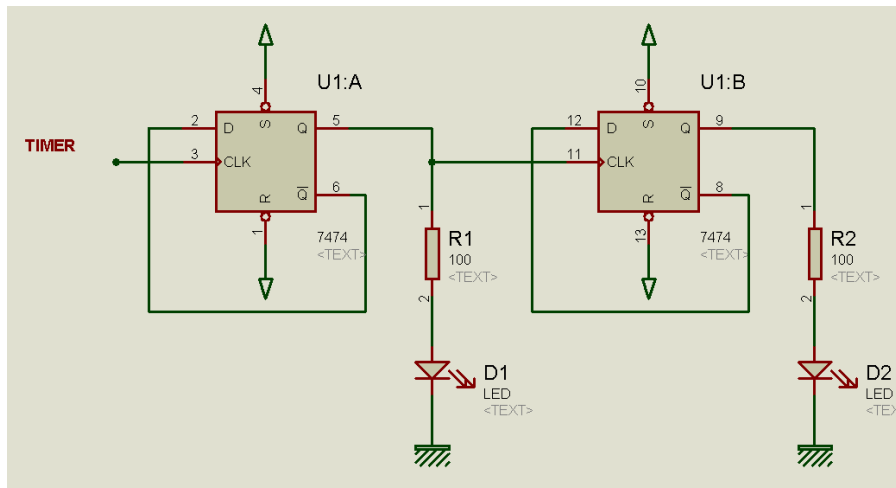 U1:A
U1:B
4
10
2
D
S
Q
5
12
D
S
Q
9
TIMER
3
CLK
11
CLK
R
Q
6
R
Q
8
1
7474
<TEXT>
1
R1
100
<TEXT>
2
13
7474
<TEXT>
1
R2
100
<TEXT>
2
D1
LED
<TEXT>
D2
LED